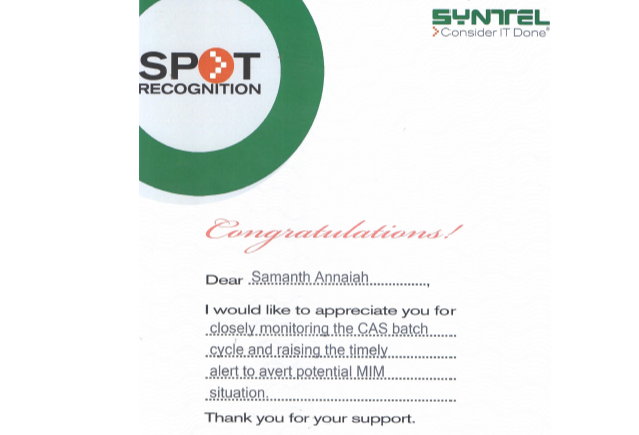 SYNTEL
Consider IT Done®
SPOT
RECOGNITION
Congratulations!
Dear Samanth Annaiah,
I would like to appreciate you for
closely monitoring the CAS batch
cycle and raising the timely
alert to avert potential MIM
situation.
Thank you for your support.